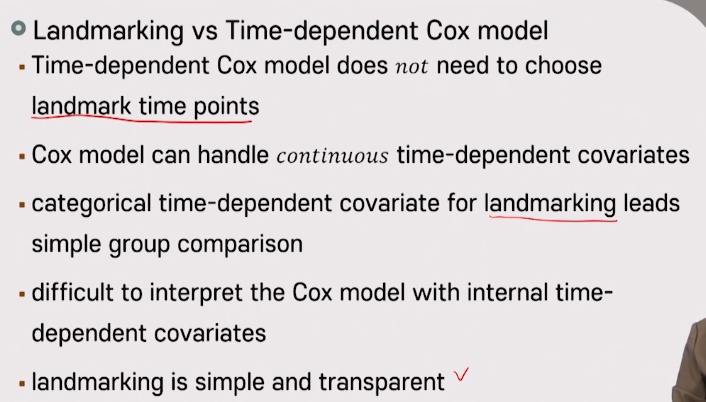 Landmarking vs Time-dependent Cox model
Time-dependent Cox model does not need to choose
landmark time points
Cox model can handle continuous time-dependent covariates
categorical time-dependent covariate for landmarking leads
simple group comparison
difficult to interpret the Cox model with internal time-
dependent covariates
landmarking is simple and transparent